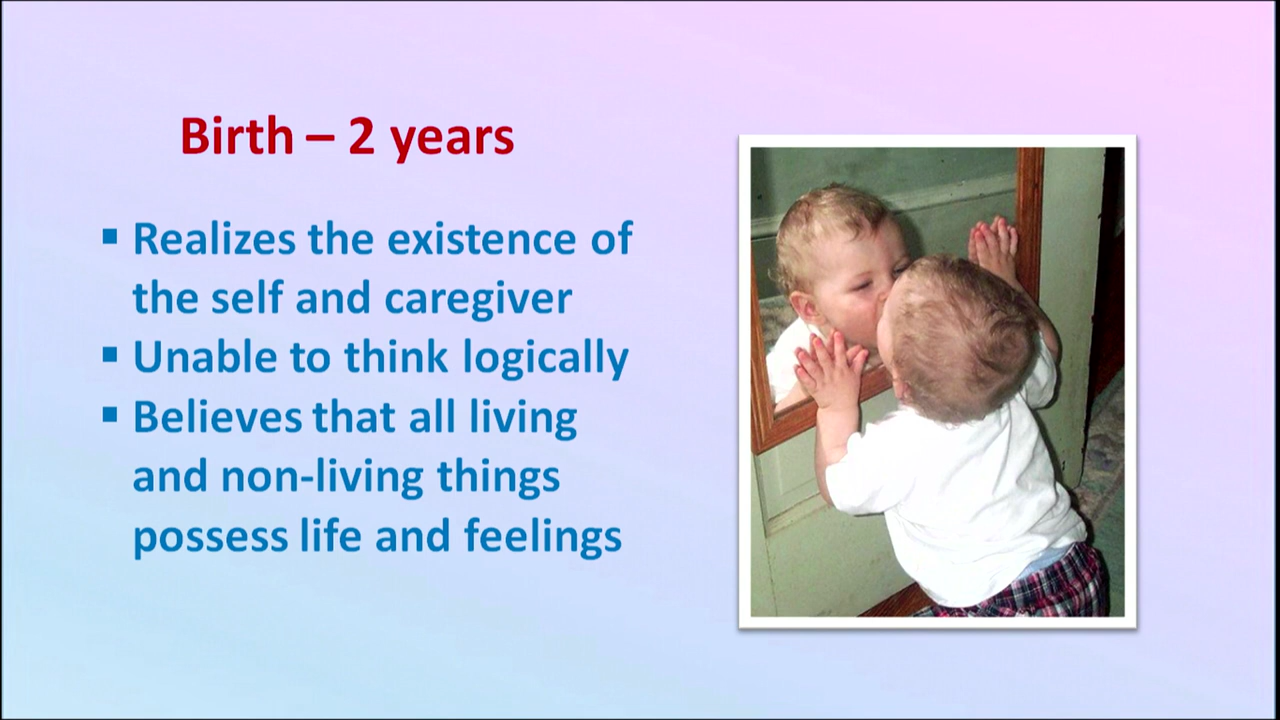 Birth – 2 years
▪ Realizes the existence of
the self and caregiver
▪ Unable to think logically
▪ Believes that all living
and non-living things
possess life and feelings